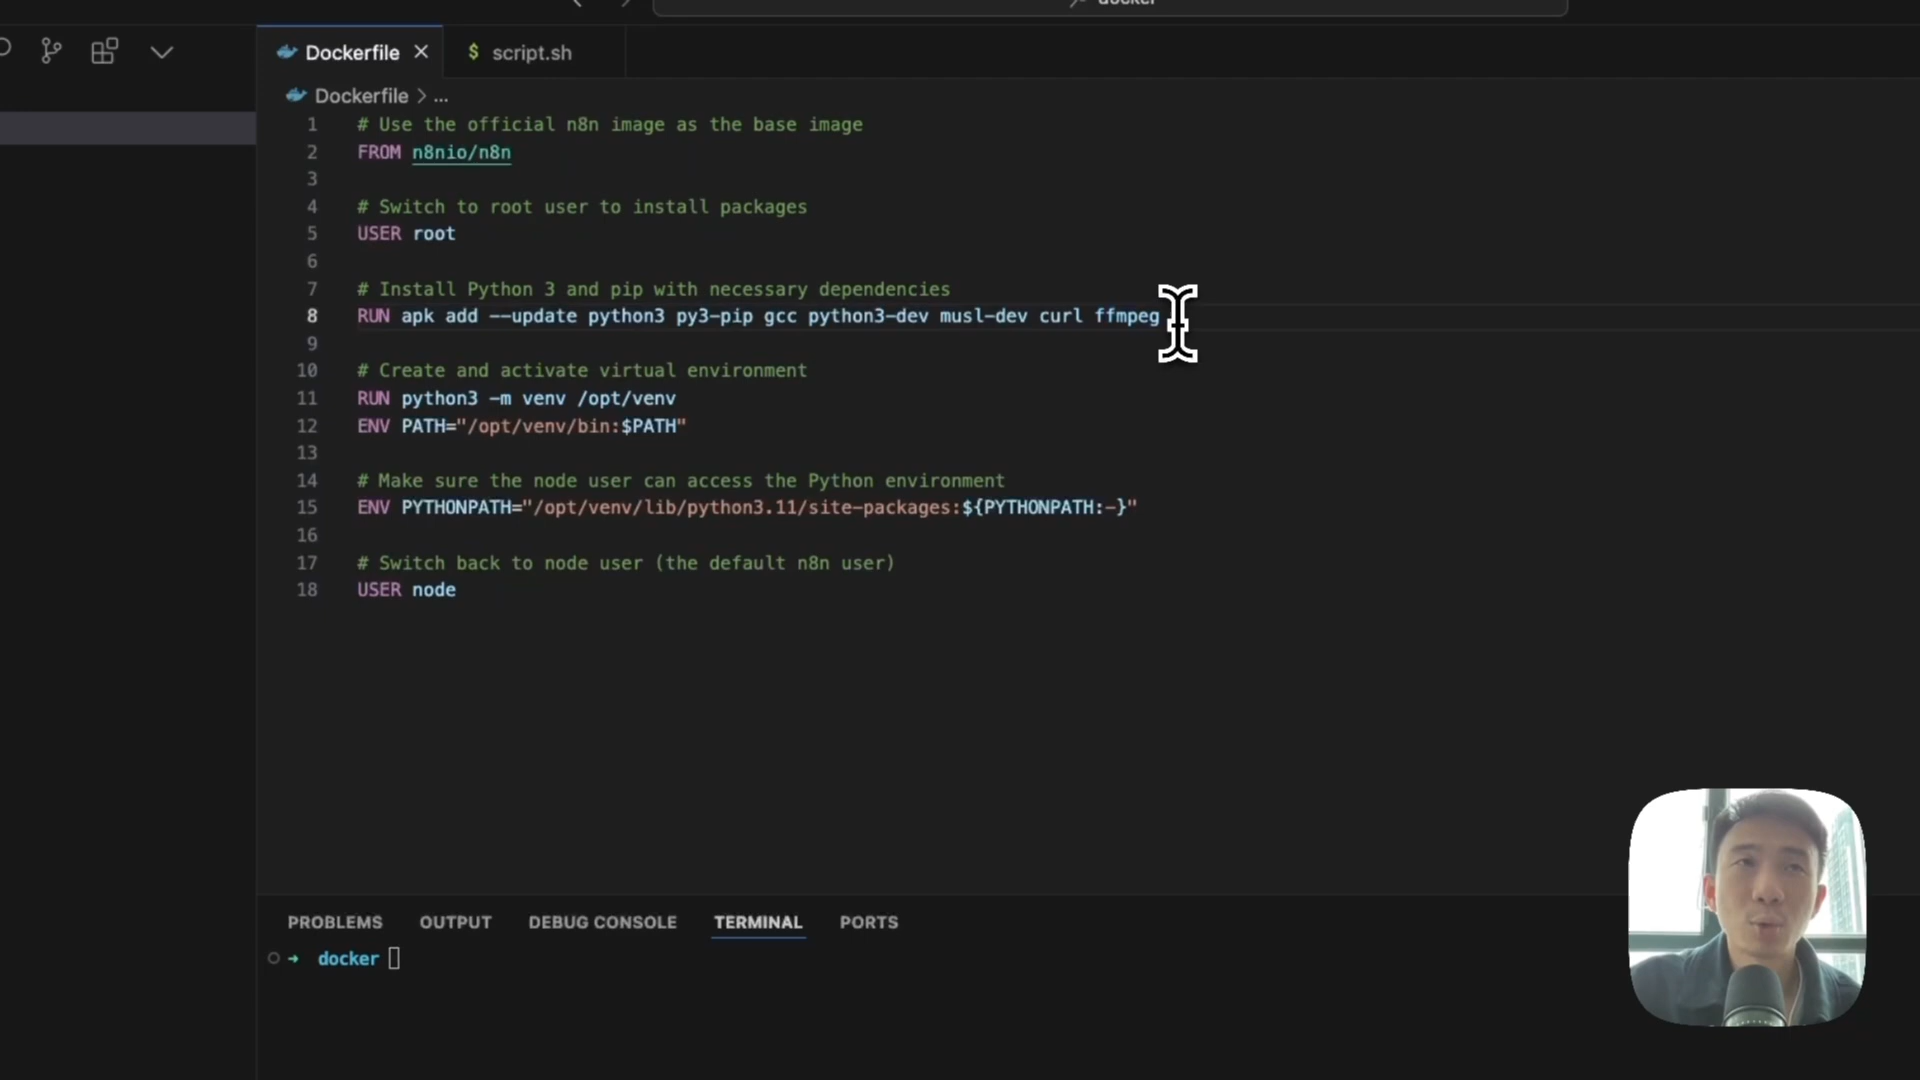 docker
Dockerfile
$ script.sh
Dockerfile > ...
1 # Use the official n8n image as the base image
2 FROM n8nio/n8n
3
4 # Switch to root user to install packages
5 USER root
6
7 # Install Python 3 and pip with necessary dependencies
8 RUN apk add --update python3 py3-pip gcc python3-dev musl-dev curl ffmpeg
9
10 # Create and activate virtual environment
11 RUN python3 -m venv /opt/venv
12 ENV PATH="/opt/venv/bin:$PATH"
13
14 # Make sure the node user can access the Python environment
15 ENV PYTHONPATH="/opt/venv/lib/python3.11/site-packages:${PYTHONPATH:-}"
16
17 # Switch back to node user (the default n8n user)
18 USER node
PROBLEMS OUTPUT DEBUG CONSOLE TERMINAL PORTS
docker